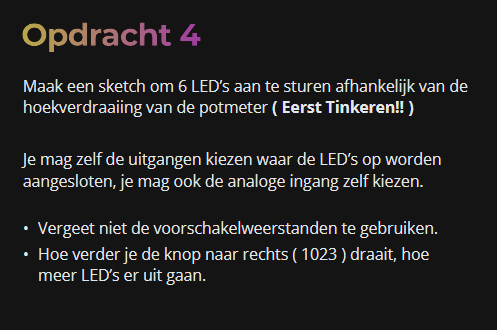 Opdracht 4
Maak een sketch om 6 LED’s aan te sturen afhankelijk van de
hoekverdraaiing van de potmeter ( Eerst Tinkeren!! )
Je mag zelf de uitgangen kiezen waar de LED’s op worden
aangesloten, je mag ook de analoge ingang zelf kiezen.
• Vergeet niet de voorschakelweerstanden te gebruiken.
• Hoe verder je de knop naar rechts ( 1023 ) draait, hoe
meer LED’s er uit gaan.